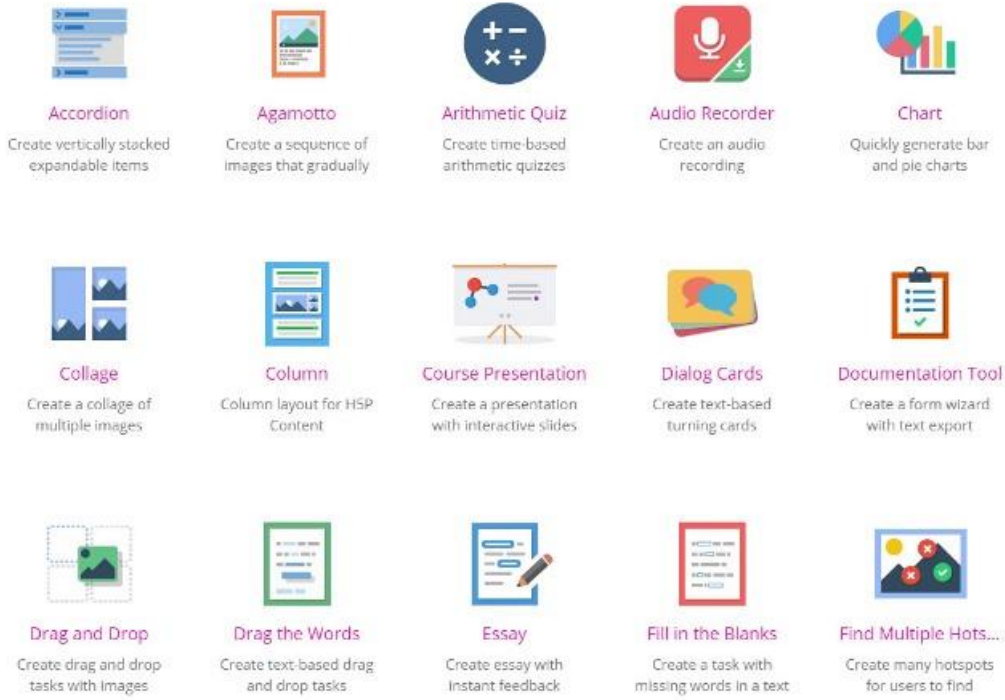 Accordion
Create vertically stacked
expandable items
Agamotto
Create a sequence of
images that gradually
Arithmetic Quiz
Create time-based
arithmetic quizzes
Audio Recorder
Create an audio
recording
Chart
Quickly generate bar
and pie charts
Collage
Create a collage of
multiple images
Column
Column layout for H5P
Content
Course Presentation
Create a presentation
with interactive slides
Dialog Cards
Create text-based
turning cards
Documentation Tool
Create a form wizard
with text export
Drag and Drop
Create drag and drop
tasks with images
Drag the Words
Create text-based drag
and drop tasks
Essay
Create essay with
instant feedback
Fill in the Blanks
Create a task with
missing words in a text
Find Multiple Hots...
Create many hotspots
for users to find